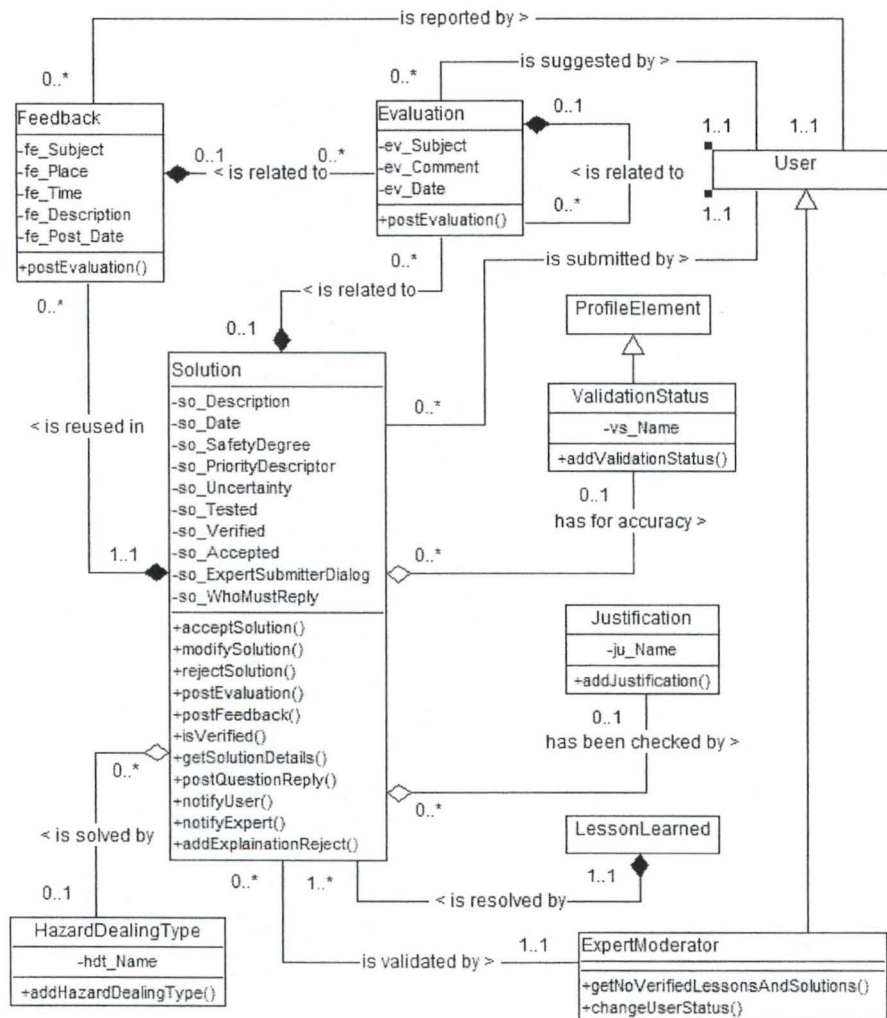 is reported by >
0..*
0..*
is suggested by >
Feedback
-fe_Subject
-fe_Place
-fe_Time
-fe_Description
-fe_Post_Date
+postEvaluation()
0..1
< is related to
0..*
Evaluation
-ev_Subject
-ev_Comment
-ev_Date
+postEvaluation()
0..1
< is related to
0..*
1..1
1..1
User
1..1
0..*
0..*
is submitted by >
< is related to
0..1
ProfileElement
Solution
-so_Description
-so_Date
-so_SafetyDegree
-so_PriorityDescriptor
-so_Uncertainty
-so_Tested
-so_Verified
-so_Accepted
-so_ExpertSubmitterDialog
-so_WhoMustReply
+acceptSolution()
+modifySolution()
+rejectSolution()
+postEvaluation()
+postFeedback()
+isVerified()
+getSolutionDetails()
+postQuestionReply()
+notifyUser()
+notifyExpert()
+addExplainationReject()
0..*
ValidationStatus
-vs_Name
+addValidationStatus()
< is reused in
0..1
has for accuracy >
1..1
0..*
Justification
-ju_Name
+addJustification()
0..1
has been checked by >
0..*
0..*
< is solved by
LessonLearned
0..*
1..*
1..1
< is resolved by
0..1
HazardDealingType
-hdt_Name
+addHazardDealingType()
is validated by >
1..1
ExpertModerator
+getNoVerifiedLessonsAndSolutions()
+changeUserStatus()